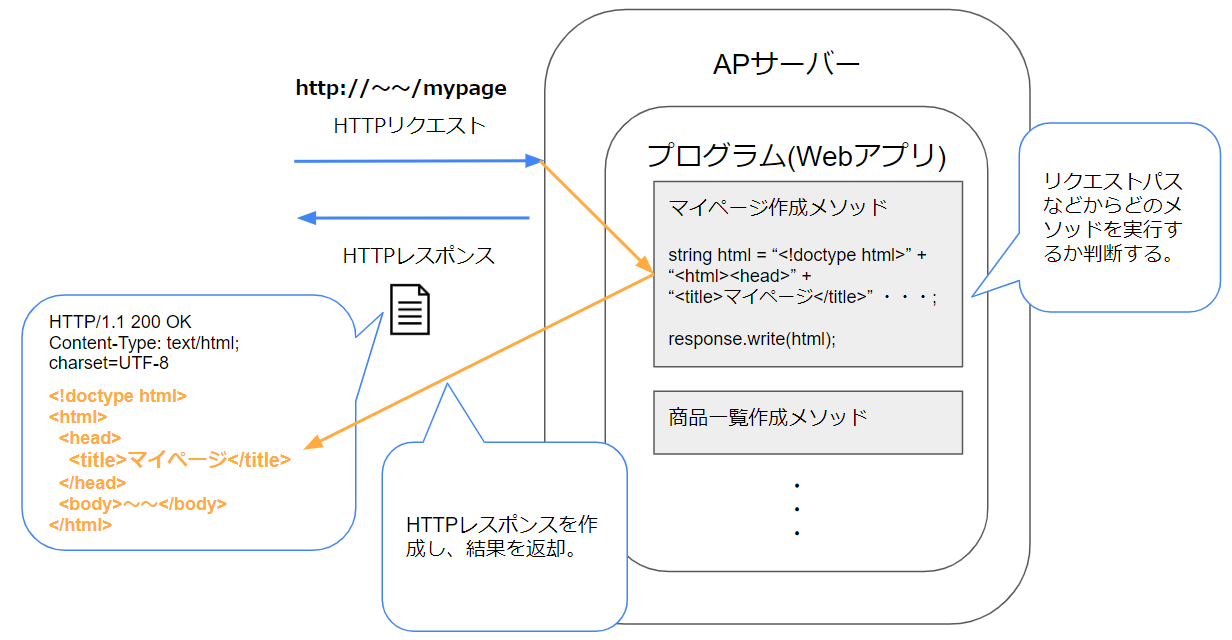 APサーバー
http://~~/mypage
HTTPリクエスト
プログラム(Webアプリ)
マイページ作成メソッド
string html = “<!doctype html>” +
“<html><head>” +
“<title>マイページ</title>” ・・・;
response.write(html);
リクエストパス
などからどのメ
ソッドを実行す
るか判断する。
HTTPレスポンス
HTTP/1.1 200 OK
Content-Type: text/html;
charset=UTF-8
<!doctype html>
<html>
<head>
<title>マイページ</title>
</head>
<body>~~</body>
</html>
商品一覧作成メソッド
・
・
・
HTTPレスポンスを作
成し、結果を返却。